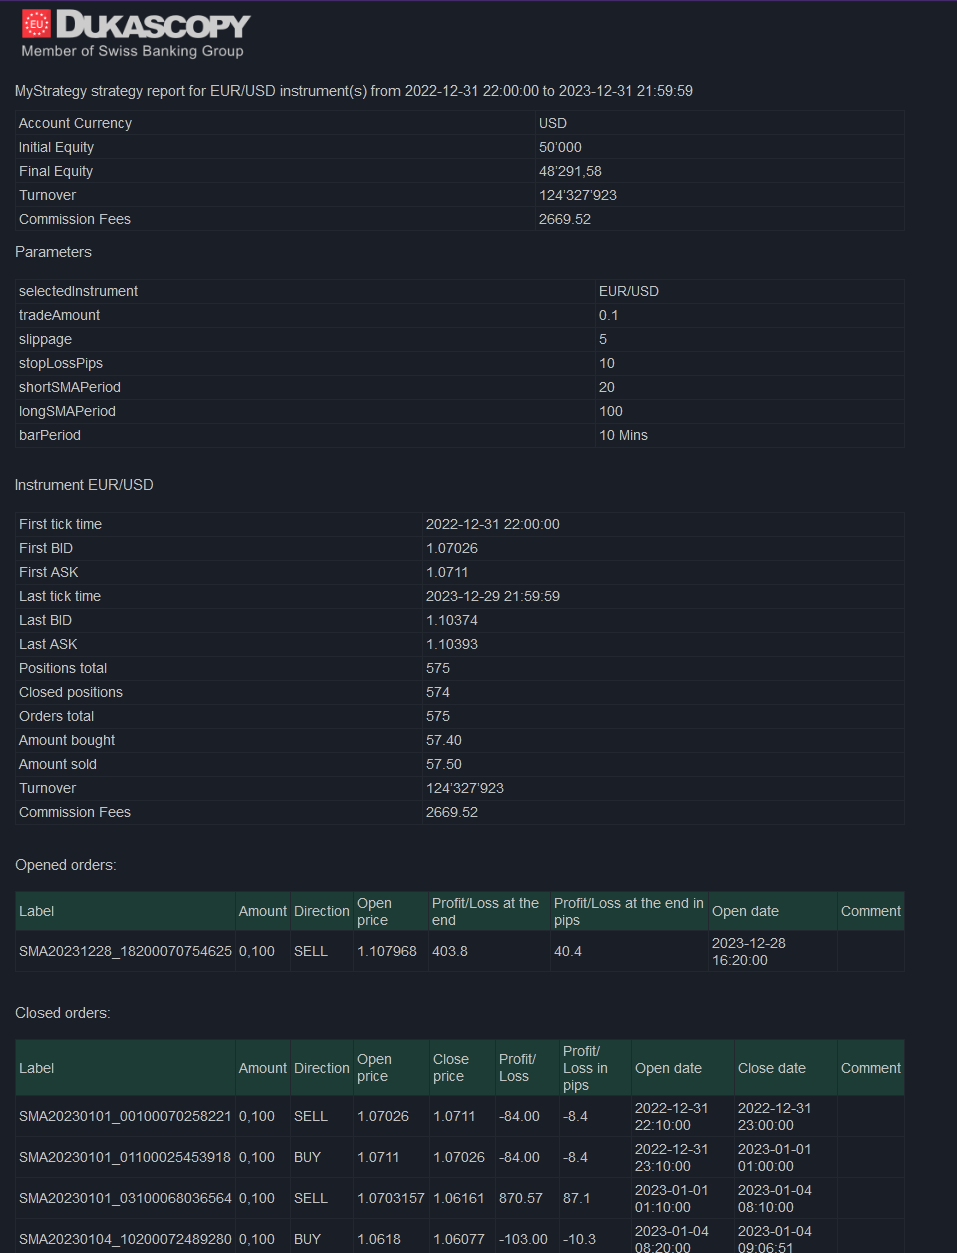 EU DUKASCOPY
Member of Swiss Banking Group
MyStrategy strategy report for EUR/USD instrument(s) from 2022-12-31 22:00:00 to 2023-12-31 21:59:59
Account Currency USD
Initial Equity 50'000
Final Equity 48'291,58
Turnover 124'327'923
Commission Fees 2669.52
Parameters
selectedInstrument EUR/USD
tradeAmount 0.1
slippage 5
stopLossPips 10
shortSMAPeriod 20
longSMAPeriod 100
barPeriod 10 Mins
Instrument EUR/USD
First tick time 2022-12-31 22:00:00
First BID 1.07026
First ASK 1.0711
Last tick time 2023-12-29 21:59:59
Last BID 1.10374
Last ASK 1.10393
Positions total 575
Closed positions 574
Orders total 575
Amount bought 57.40
Amount sold 57.50
Turnover 124'327'923
Commission Fees 2669.52
Opened orders:
Label Amount Direction Open price Profit/Loss at the end Profit/Loss at the end in pips Open date Comment
SMA20231228_18200070754625 0,100 SELL 1.107968 403.8 40.4 2023-12-28 16:20:00
Closed orders:
Label Amount Direction Open price Close price Profit/ Loss Profit/ Loss in pips Open date Close date Comment
SMA20230101_00100070258221 0,100 SELL 1.07026 1.0711 -84.00 -8.4 2022-12-31 22:10:00 2022-12-31 23:00:00
SMA20230101_01100025453918 0,100 BUY 1.0711 1.07026 -84.00 -8.4 2022-12-31 23:10:00 2023-01-01 01:00:00
SMA20230101_03100068036564 0,100 SELL 1.0703157 1.06161 870.57 87.1 2023-01-01 01:10:00 2023-01-04 08:10:00
SMA20230104_10200072489280 0,100 BUY 1.0618 1.06077 -103.00 -10.3 2023-01-04 08:20:00 2023-01-04 09:06:51